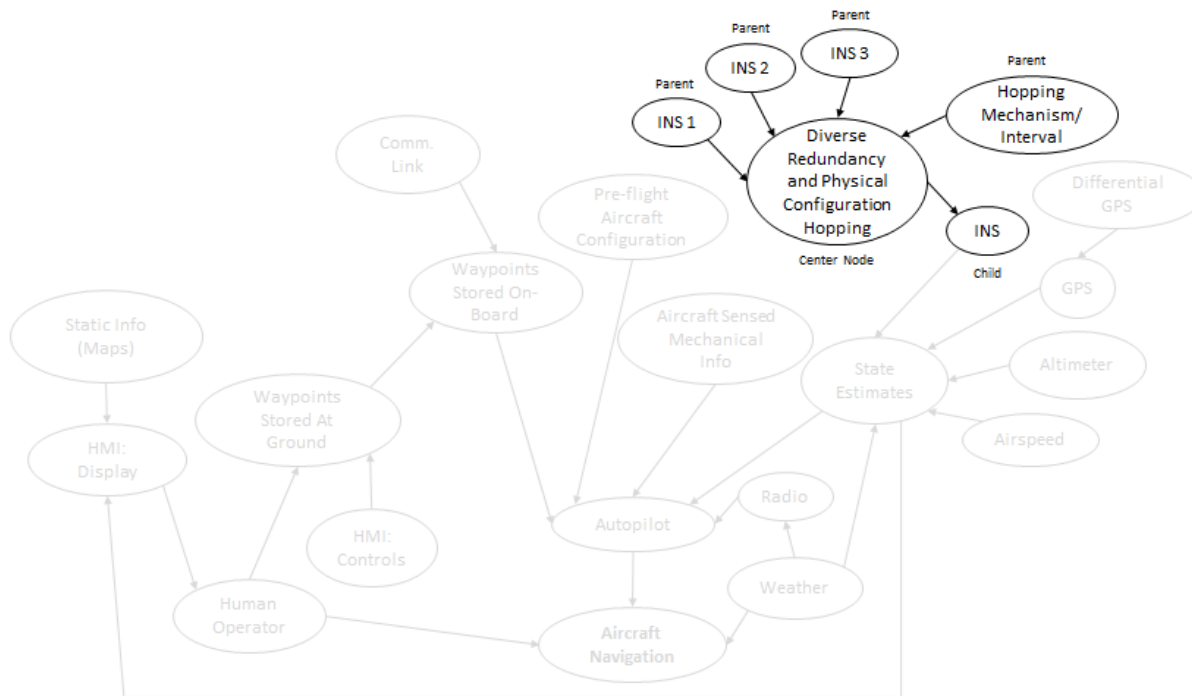 Parent
INS 3
Parent
INS 2
Parent
INS 1
Parent
Hopping
Mechanism/
Interval
Diverse
Redundancy
and Physical
Configuration
Hopping
Center Node
INS
Child
Comm.
Link
Pre-flight
Aircraft
Configuration
Differential
GPS
GPS
Waypoints
Stored On-
Board
Static Info
(Maps)
Aircraft Sensed
Mechanical
Info
State
Estimates
Altimeter
Airspeed
Waypoints
Stored At
Ground
HMI:
Display
HMI:
Controls
Autopilot
Radio
Weather
Human
Operator
Aircraft
Navigation